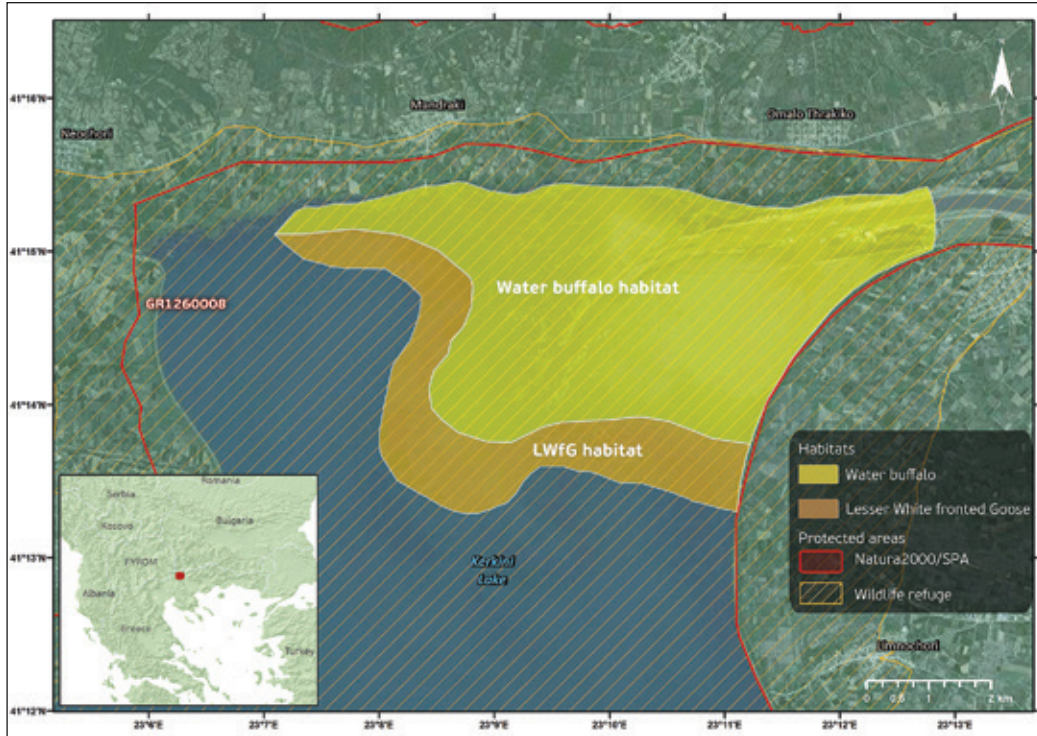 41°16'N
41°15'N
41°14'N
41°13'N
41°12'N
Neochori
Mandraki
Omalo Thrakiko
GR1260008
Water buffalo habitat
LWfG habitat
Kerkini
Lake
Limnochori
Habitats
Water buffalo
Lesser White fronted Goose
Protected areas
Natura2000/SPA
Wildlife refuge
0 0,5 1 2 km
Romania
Serbia
Kosovo
Bulgaria
FYROM
Albania
Greece
Turkey
23°6'E
23°7'E
23°8'E
23°9'E
23°10'E
23°11'E
23°12'E
23°13'E